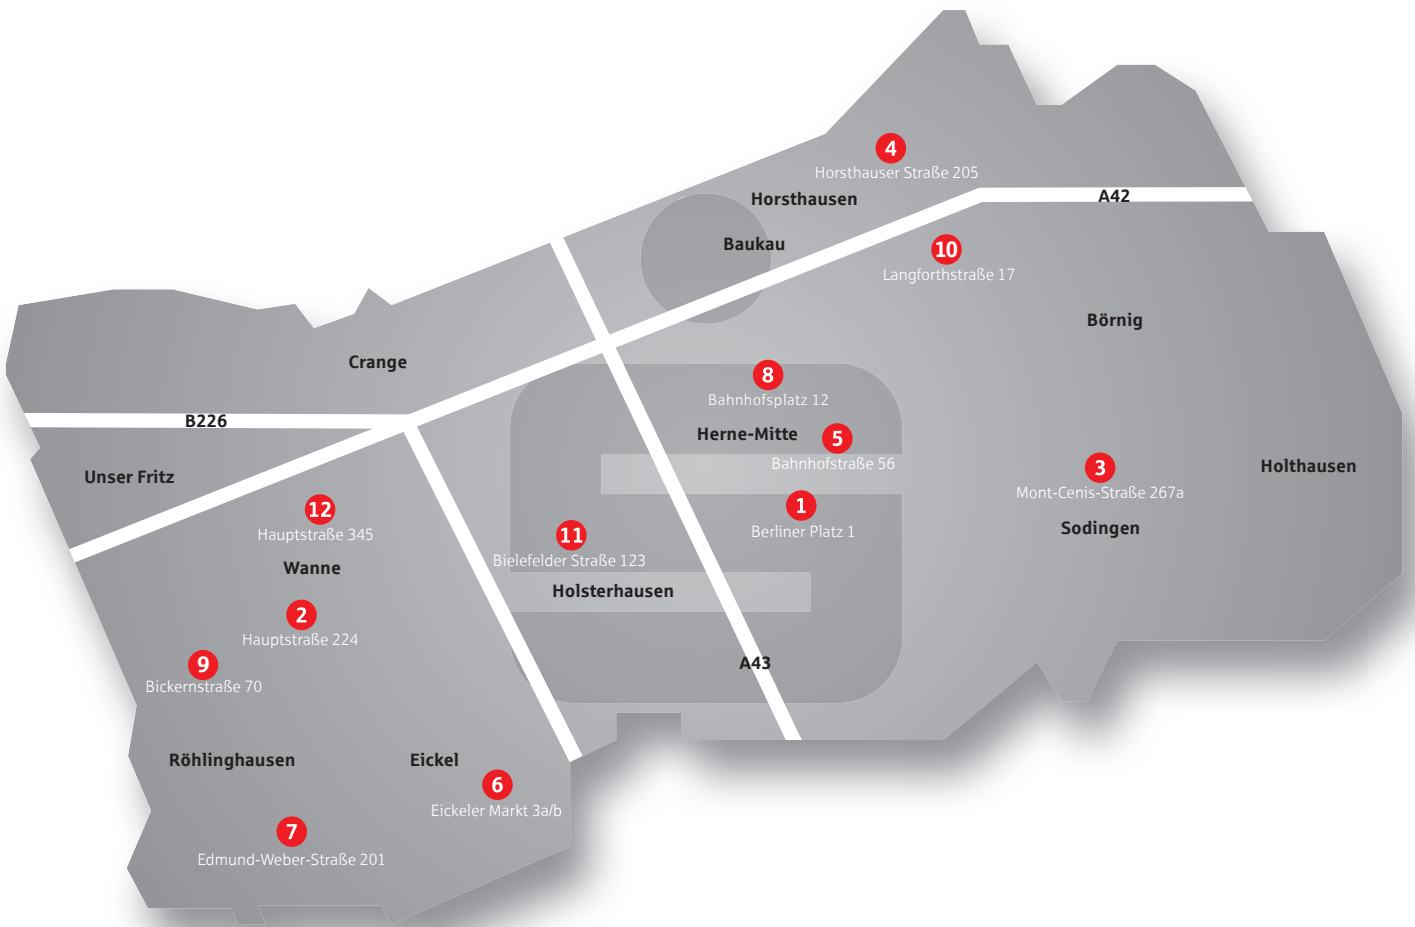 4
Horsthauser Straße 205
Horsthausen
A42
Baukau
10
Langforthstraße 17
Börnig
Crange
8
Bahnhofsplatz 12
B226
Herne-Mitte
5
Bahnhofstraße 56
Unser Fritz
3
Mont-Cenis-Straße 267a
Holthausen
12
Hauptstraße 345
1
Berliner Platz 1
Sodingen
11
Bielefelder Straße 123
Wanne
Holsterhausen
2
Hauptstraße 224
9
Bickernstraße 70
A43
Röhlinghausen
Eickel
6
Eickeler Markt 3a/b
7
Edmund-Weber-Straße 201